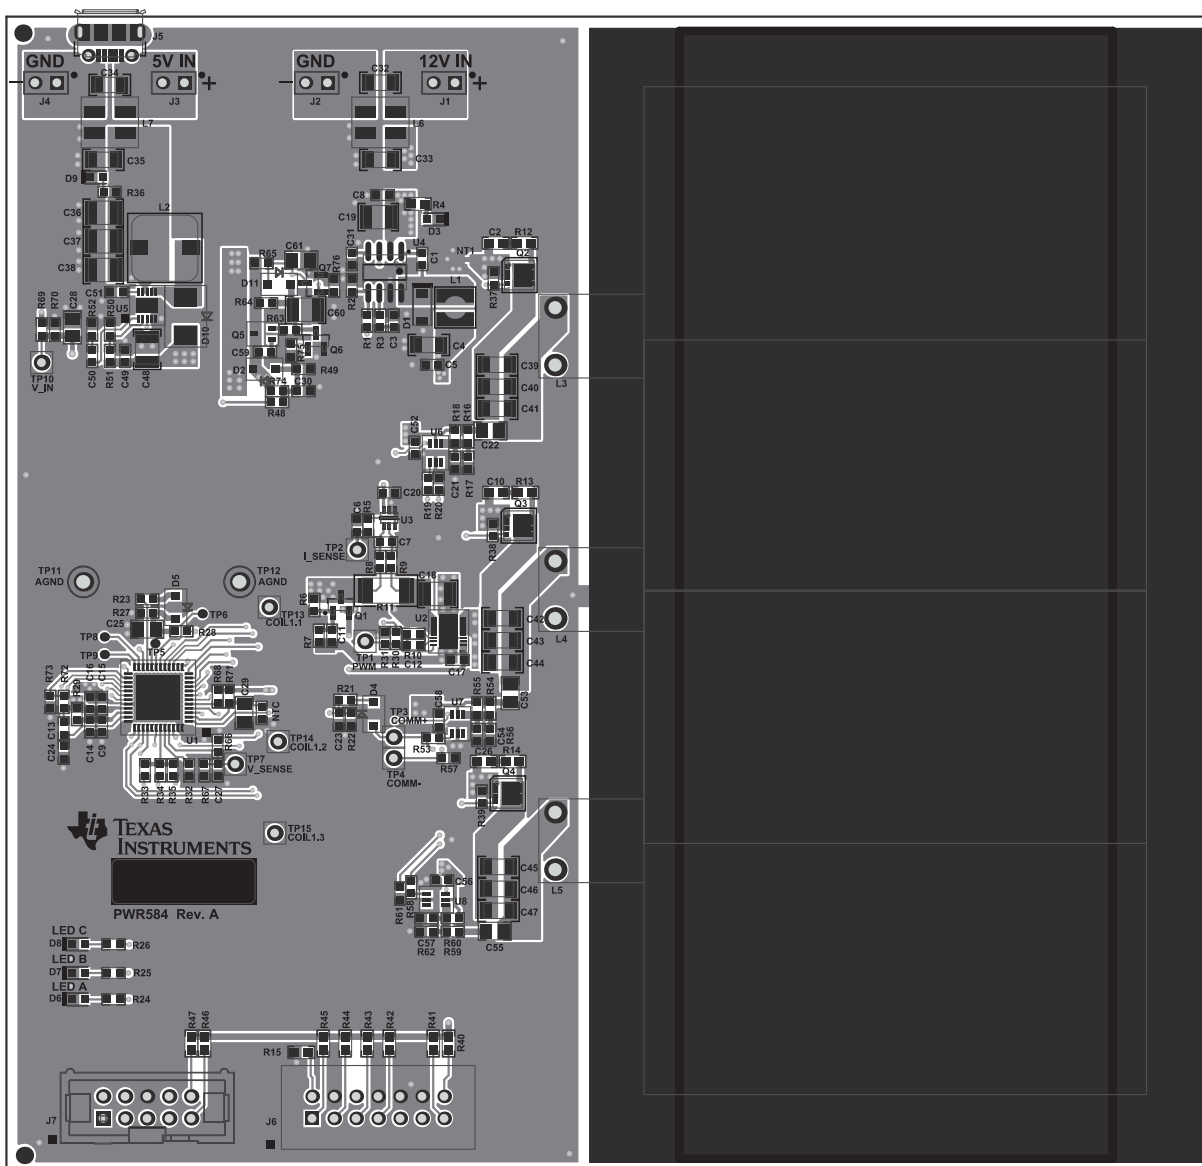 J5
GND
5V IN
GND
12V IN
C34
C32
J4
J3
J2
J1
- +
- +
L7
L6
C35
C33
D9
R36
C8
R4
C36
L2
C19
D3
C37
C31
U4
C2
R12
R65
C61
Q7
R76
C1
NT1
Q2
C38
D11
L1
R37
C51
R70
R2
R69
C28
R52
R50
U5
R64
C60
D10
R63
D1
R1
R3
C3
Q5
R75
Q6
C4
C59
TP10
V_IN
C50
R51
C49
C48
D2
R49
C5
C39
R74
C30
C40
L3
R48
C41
C52
R18
R16
U6
C22
C21
R17
R19
R20
C20
C10
R13
Q3
C6
R5
U3
TP2
I_SENSE
C7
R38
R8
R9
TP11
AGND
TP12
AGND
D5
C18
R23
R11
R6
R27
TP6
TP13
COIL1.1
Q1
U2
C42
C25
R28
R7
C11
L4
TP8
TP5
C43
TP9
TP1
PWM
R31
R30
R10
C12
C17
C44
R73
R72
C16
C15
R68
R71
R29
C29
NTC
R21
D4
TP3
COMM+
C58
U7
R55
R54
C53
C13
C23
R22
C24
C14
C9
U1
R66
TP14
COIL1.2
R53
C54
R56
TP7
V_SENSE
TP4
COMM-
R57
C26
R14
Q4
R33
R34
R35
R32
R67
C27
R39
TEXAS
INSTRUMENTS
TP15
COIL1.3
C45
C56
C46
L5
R61
R58
U8
C47
PWR584 Rev. A
C57
R60
C55
R62
R59
LED C
D8
R26
LED B
D7
R25
LED A
D6
R24
R47
R46
R45
R44
R43
R42
R41
R40
R15
J7
J6